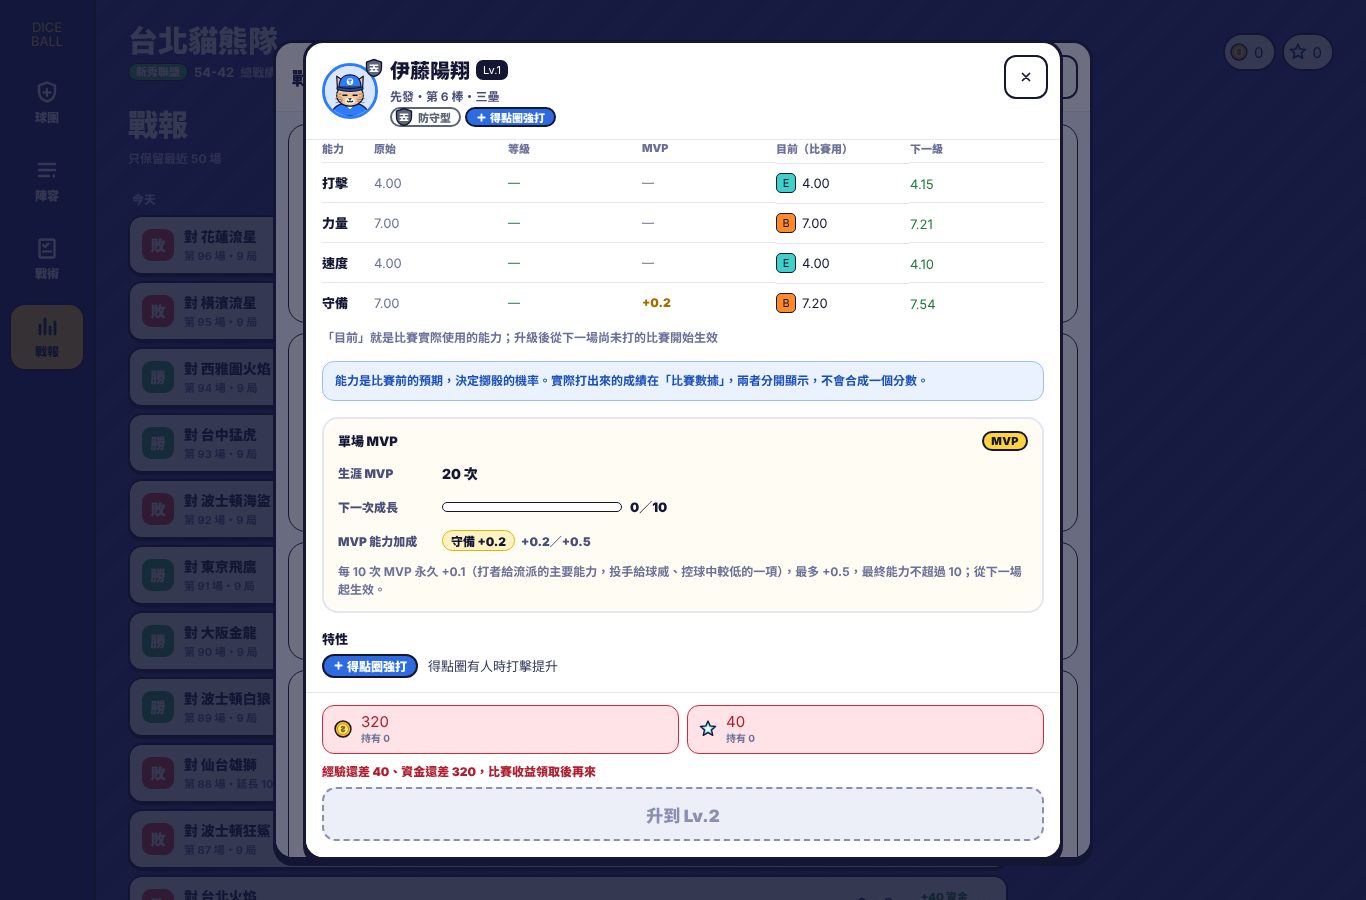 DICE
BALL
球團
陣容
戰術
戰報
台北貓熊隊
新秀聯盟 54-42 總戰績
戰報
只保留最近 50 場
今天
敗 對 花蓮流星
第 96 場・9 局
敗 對 橫濱流星
第 95 場・9 局
勝 對 西雅圖火焰
第 94 場・9 局
勝 對 台中猛虎
第 93 場・9 局
敗 對 波士頓海盜
第 92 場・9 局
勝 對 東京飛鷹
第 91 場・9 局
勝 對 大阪金龍
第 90 場・9 局
勝 對 波士頓白狼
第 89 場・9 局
敗 對 仙台雄獅
第 88 場・延長 10
敗 對 波士頓狂鯊
第 87 場・9 局
對 台北火焰
+40 資金
0 0
伊藤陽翔 Lv.1
先發・第 6 棒・三壘
防守型 + 得點圈強打
×
能力 原始 等級 MVP 目前（比賽用） 下一級
打擊 4.00 — — E 4.00 4.15
力量 7.00 — — B 7.00 7.21
速度 4.00 — — E 4.00 4.10
守備 7.00 — +0.2 B 7.20 7.54
「目前」就是比賽實際使用的能力；升級後從下一場尚未打的比賽開始生效
能力是比賽前的預期，決定擲骰的機率。實際打出來的成績在「比賽數據」，兩者分開顯示，不會合成一個分數。
單場 MVP MVP
生涯 MVP 20 次
下一次成長 0／10
MVP 能力加成 守備 +0.2 +0.2／+0.5
每 10 次 MVP 永久 +0.1（打者給流派的主要能力，投手給球威、控球中較低的一項），最多 +0.5，最終能力不超過 10；從下一場
起生效。
特性
+ 得點圈強打 得點圈有人時打擊提升
320
持有 0
40
持有 0
經驗還差 40、資金還差 320，比賽收益領取後再來
升到 Lv.2